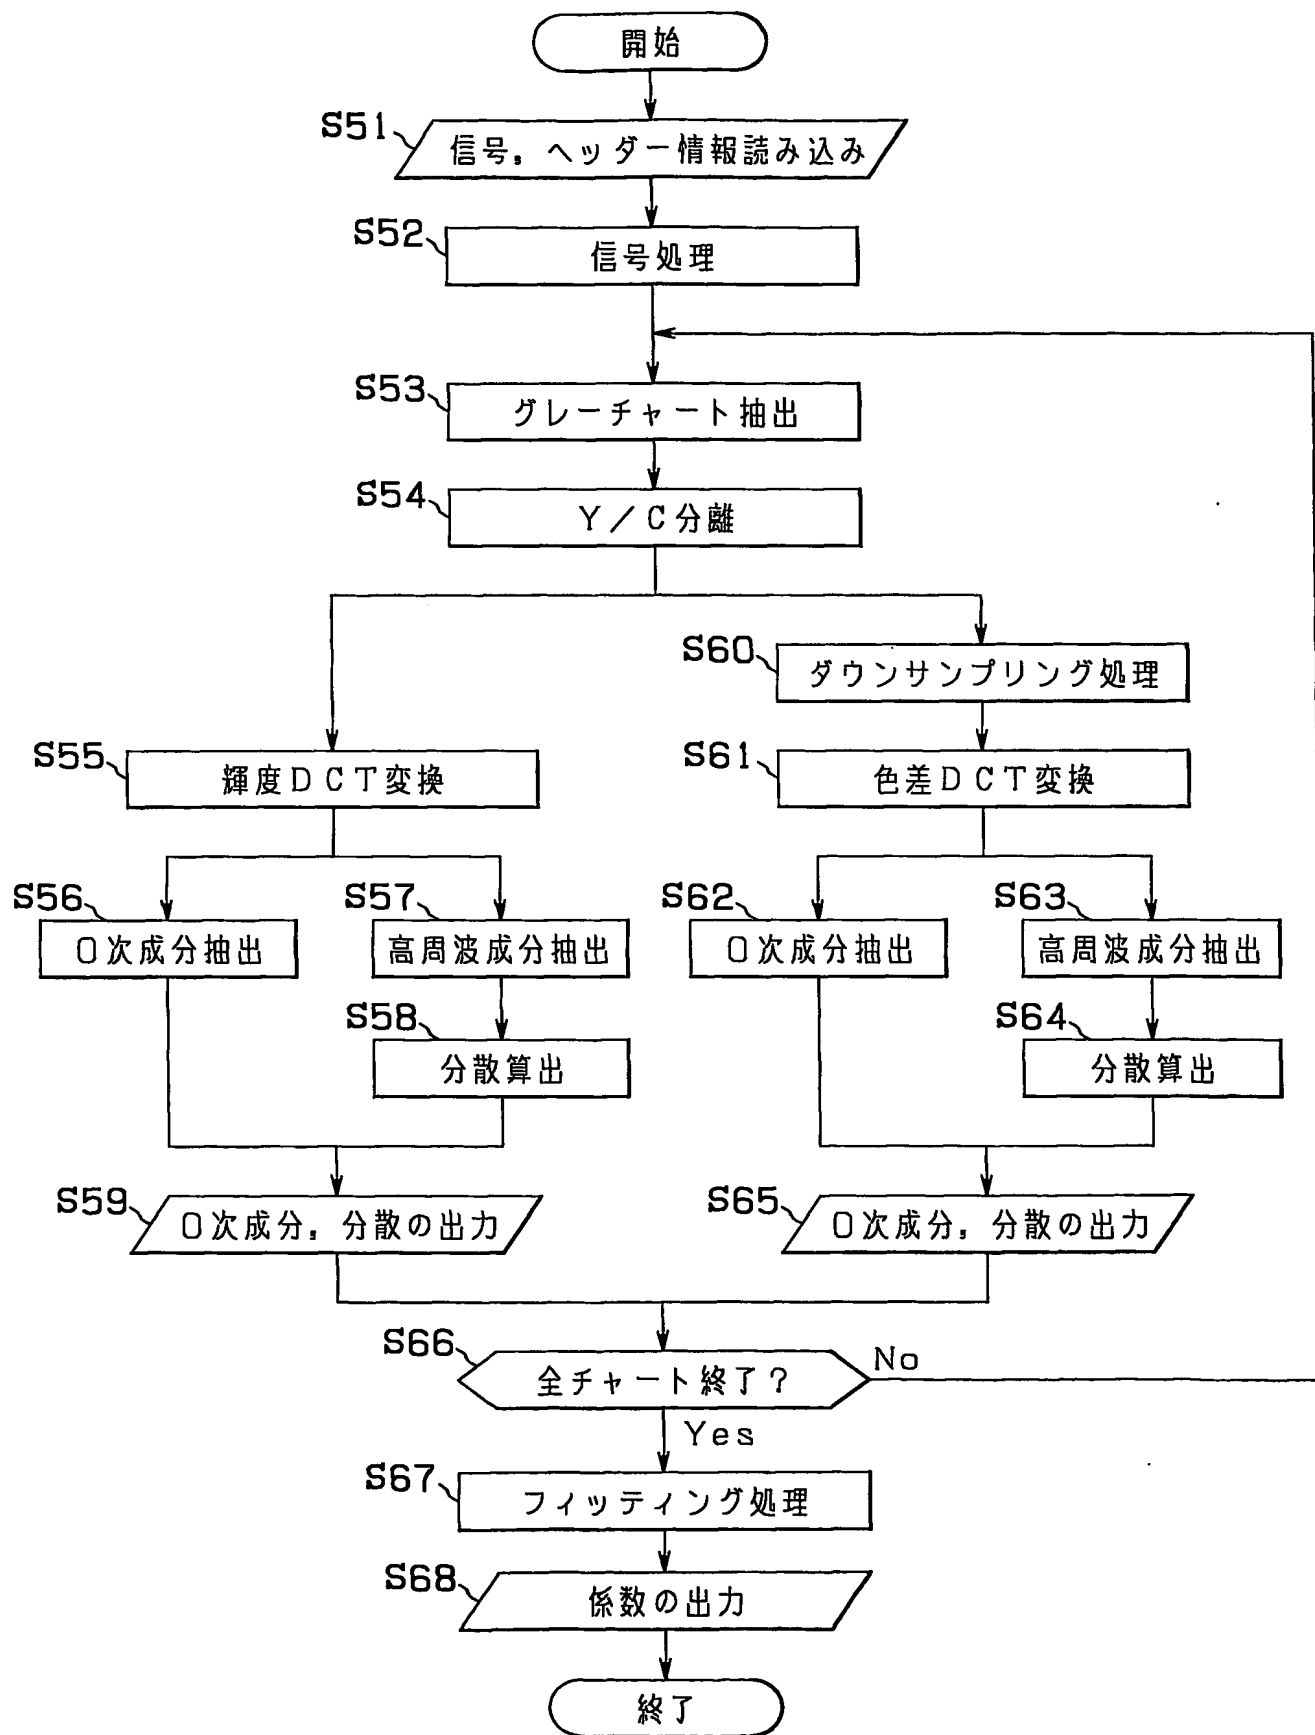 開始
S51
信号,ヘッダー情報読み込み
S52
信号処理
S53
グレーチャート抽出
S54
Y/C分離
S60
ダウンサンプリング処理
S55
輝度DCT変換
S61
色差DCT変換
S56
0次成分抽出
S57
高周波成分抽出
S62
0次成分抽出
S63
高周波成分抽出
S58
分散算出
S64
分散算出
S59
0次成分,分散の出力
S65
0次成分,分散の出力
S66
全チャート終了?
No
Yes
S67
フィッティング処理
S68
係数の出力
終了